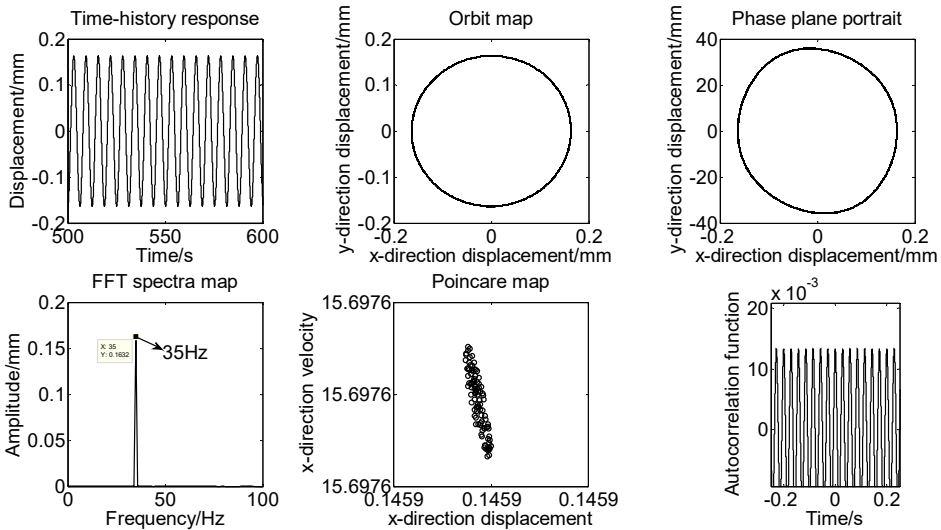 Time-history response
Displacement/mm
0.2
0.1
0
-0.1
-0.2
500
550
600
Time/s
Orbit map
y-direction displacement/mm
0.2
0.1
0
-0.1
-0.2
0
0.2
x-direction displacement/mm
Phase plane portrait
y-direction displacement/mm
40
20
0
-20
-40
0
0.2
x-direction displacement/mm
FFT spectra map
Amplitude/mm
0.2
0.15
0.1
0.05
0
X: 35
Y: 0.1632
35Hz
0
50
100
Frequency/Hz
Poincare map
x-direction velocity
15.6976
15.6976
15.6976
0.1459
0.1459
0.1459
x-direction displacement
x 10⁻³
Autocorrelation function
20
10
0
-0.2
0
0.2
Time/s